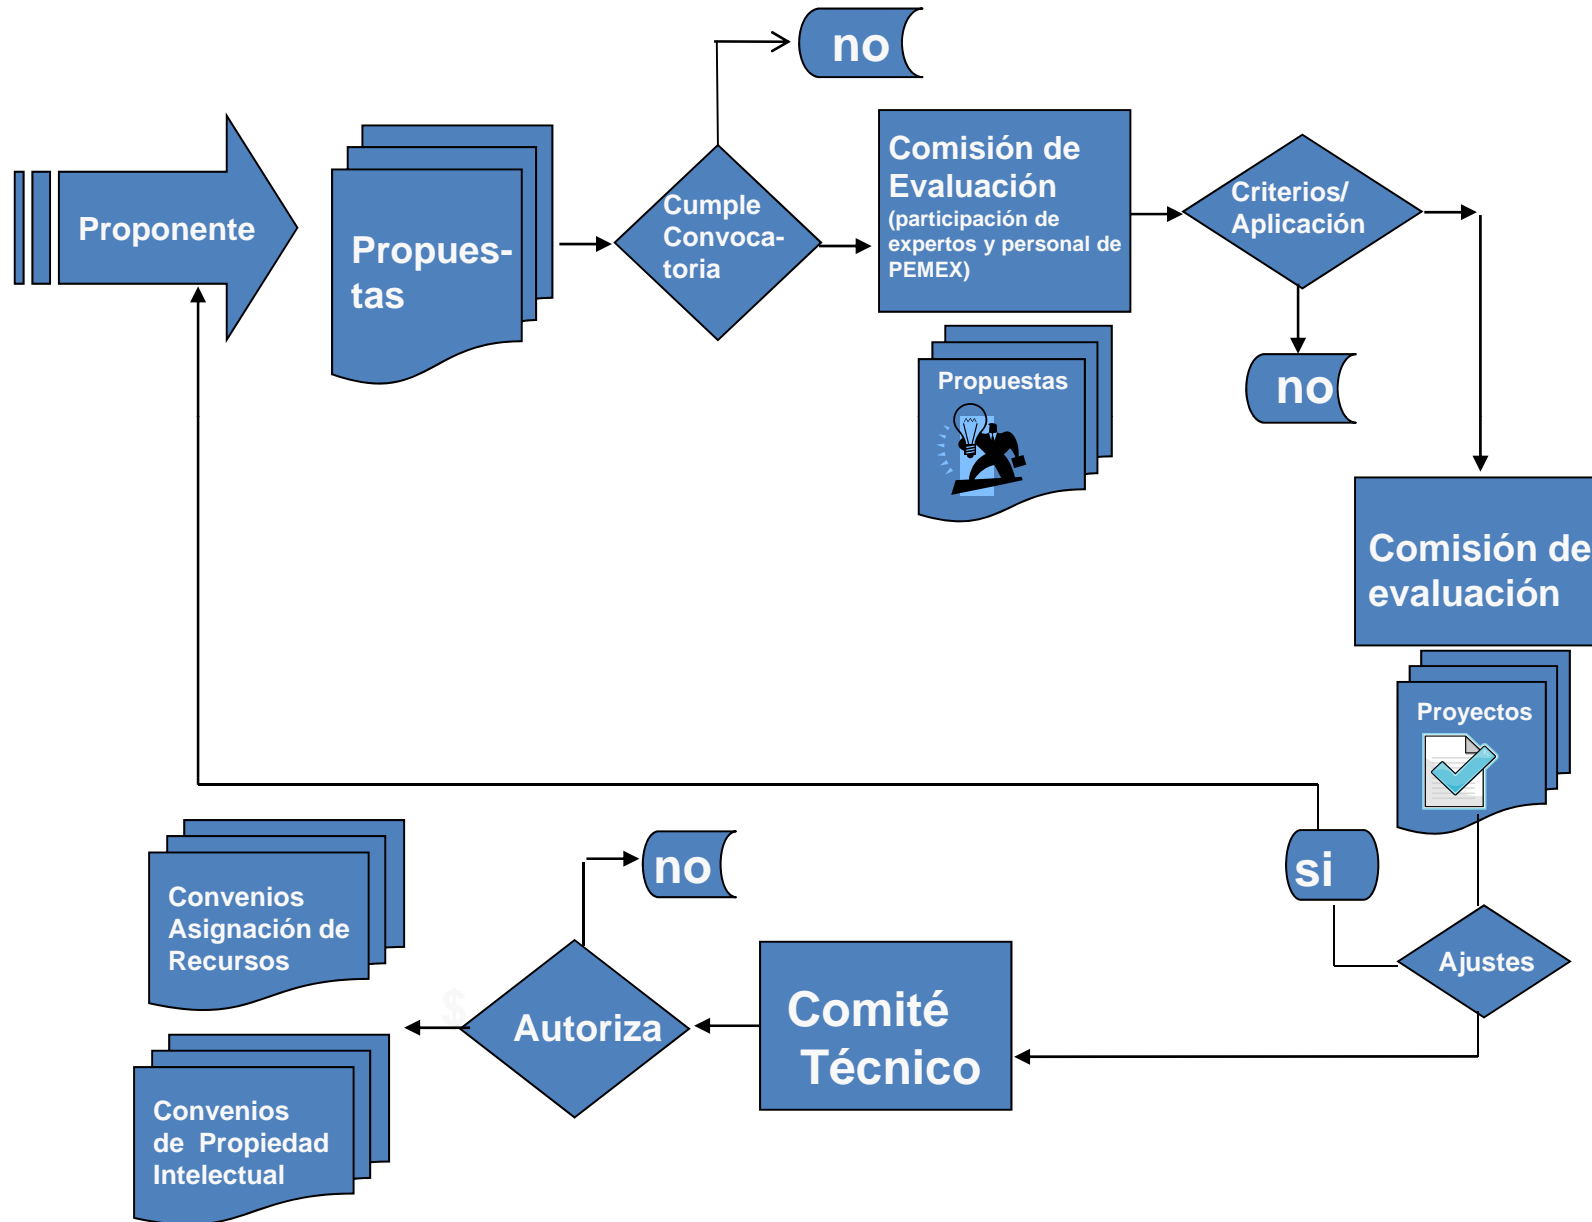 no
Proponente
Propues-
tas
Cumple
Convoca-
toria
Comisión de
Evaluación
(participación de
expertos y personal de
PEMEX)
Criterios/
Aplicación
no
Propuestas
Comisión de
evaluación
Proyectos
si
Ajustes
Comité
Técnico
Autoriza
no
$
Convenios
Asignación de
Recursos
Convenios
de Propiedad
Intelectual